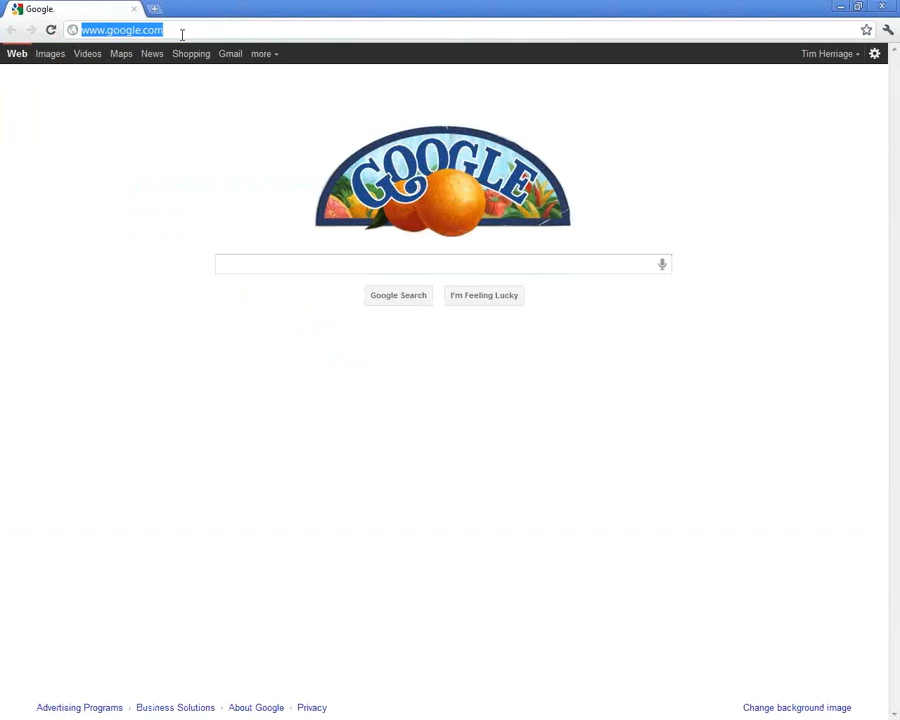 Google.
www.google.com
Web Images Videos Maps News Shopping Gmail more
Tim Herriage
GOOGLE
Google Search
I'm Feeling Lucky
Advertising Programs · Business Solutions · About Google · Privacy
Change background image